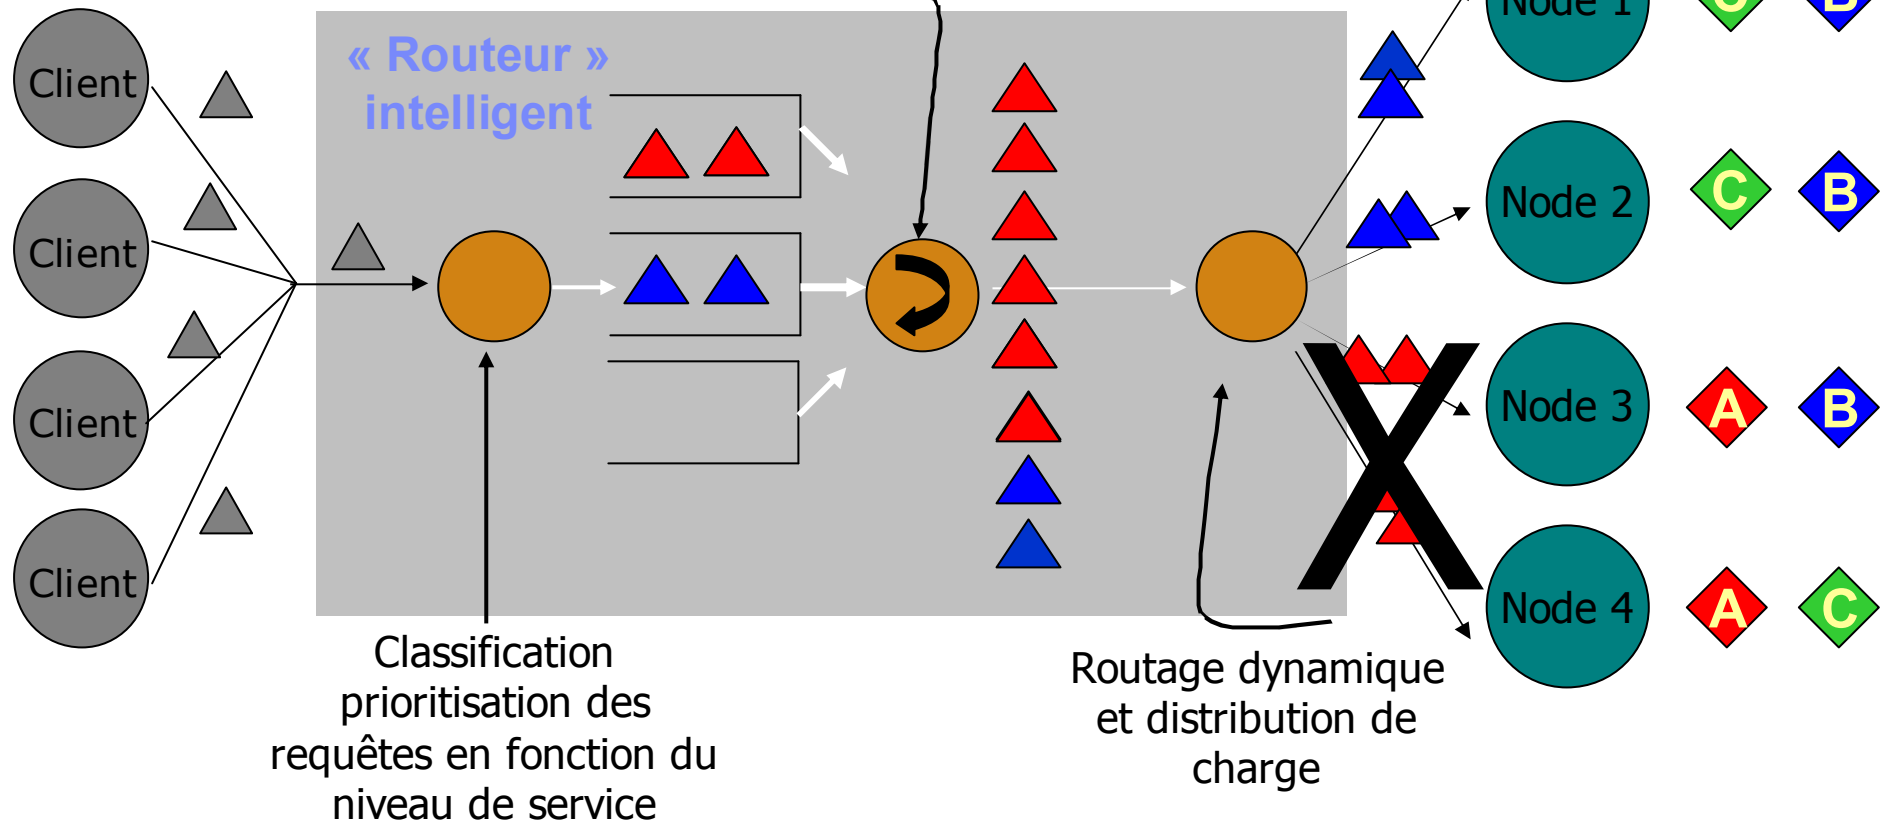 Client
Client
Client
Client
« Routeur »
intelligent
Node 1
C B
Node 2
C B
Node 3
A B
Node 4
A C
Classification
prioritisation des
requêtes en fonction du
niveau de service
Routage dynamique
et distribution de
charge